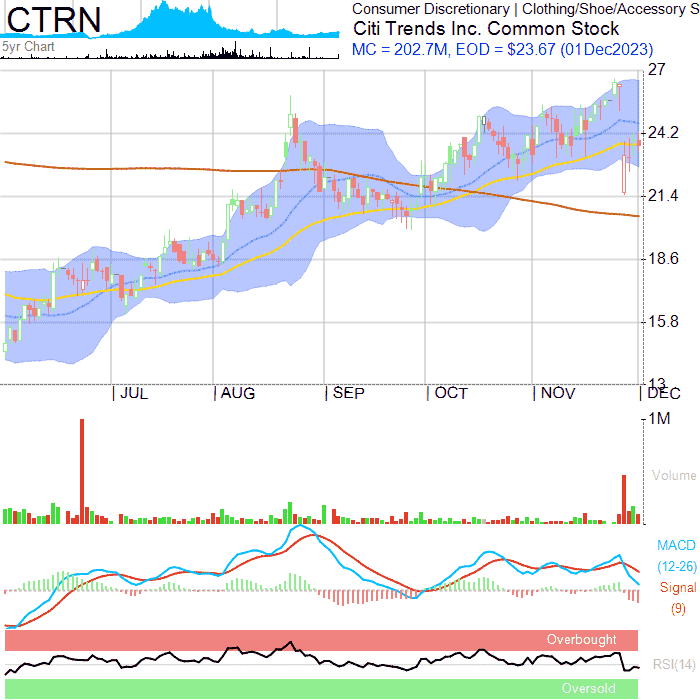 CTRN
Consumer Discretionary | Clothing/Shoe/Accessory S
Citi Trends Inc. Common Stock
5yr Chart
MC = 202.7M, EOD = $23.67 (01Dec2023)
27
24.2
21.4
18.6
15.8
13
| JUL | AUG | SEP | OCT | NOV | DEC
1M
Volume
MACD
(12-26)
Signal
(9)
Overbought
RSI(14)
Oversold